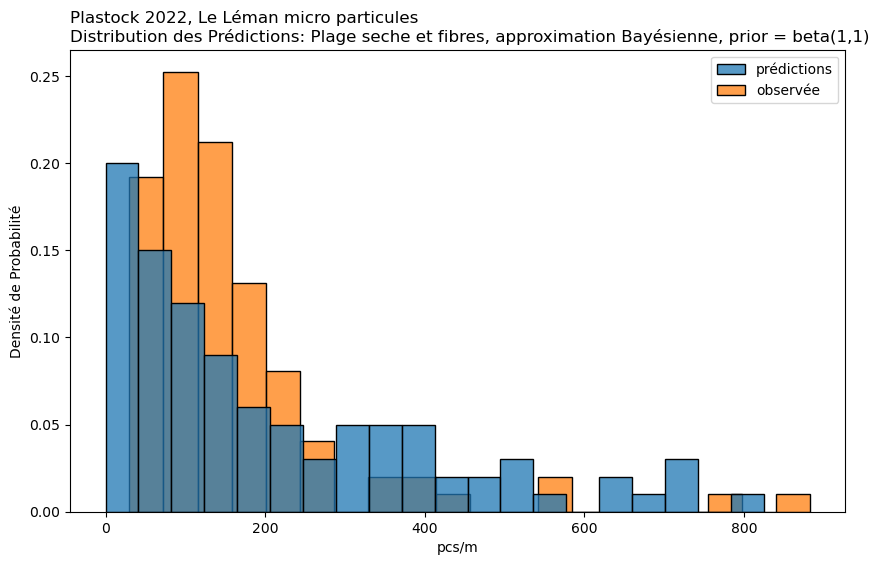 Plastock 2022, Le Léman micro particules
Distribution des Prédictions: Plage seche et fibres, approximation Bayésienne, prior = beta(1,1)
prédictions
observée
Densité de Probabilité
0.25
0.20
0.15
0.10
0.05
0.00
0
200
400
600
800
pcs/m